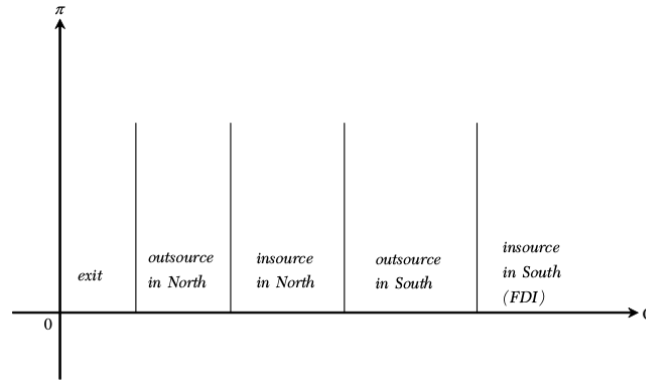 π
exit
outsource
in North
insource
in North
outsource
in South
insource
in South
(FDI)
0